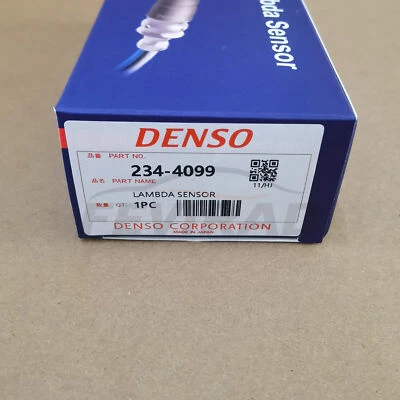 Lambda Sensor
DENSO
品番 PART NO.
234-4099
品名 PART NAME
11/HJ
LAMBDA SENSOR
数量 QT. 1PC
DENSO CORPORATION
MADE IN JAPAN